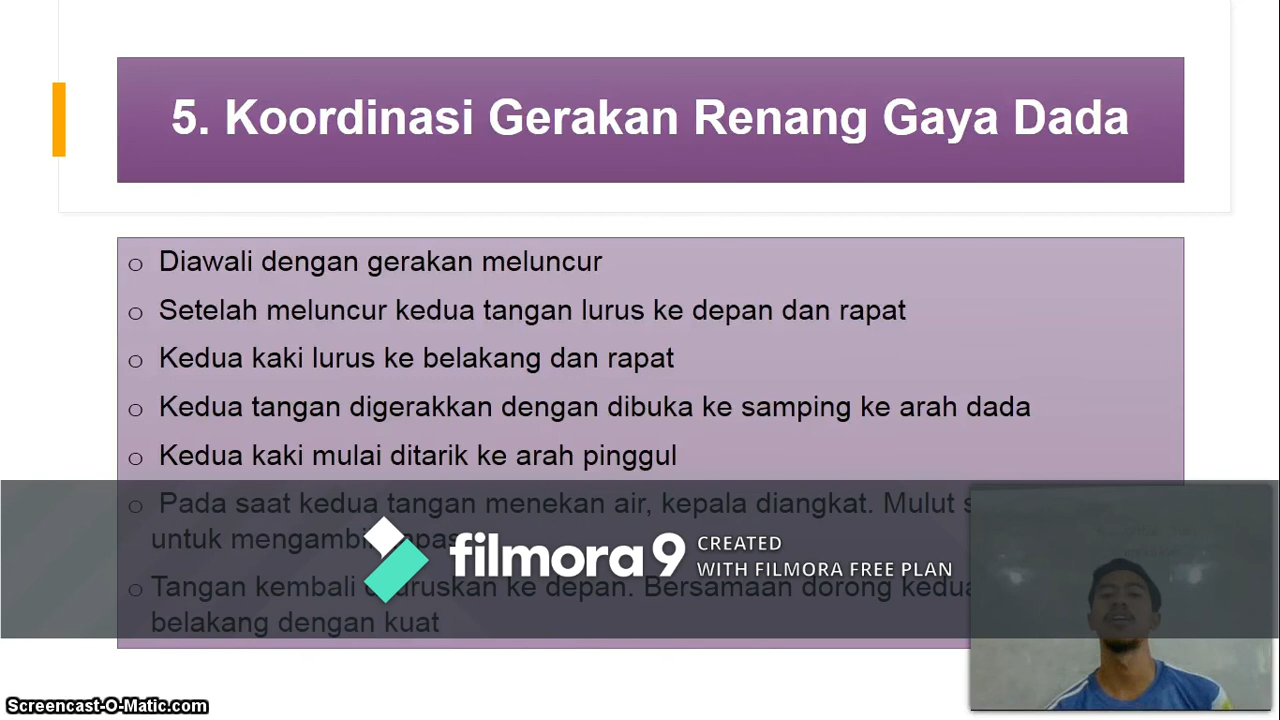 5. Koordinasi Gerakan Renang Gaya Dada
o Diawali dengan gerakan meluncur
o Setelah meluncur kedua tangan lurus ke depan dan rapat
o Kedua kaki lurus ke belakang dan rapat
o Kedua tangan digerakkan dengan dibuka ke samping ke arah dada
o Kedua kaki mulai ditarik ke arah pinggul
o Pada saat kedua tangan menekan air, kepala diangkat. Mulut
untuk
o Tangan kembali ke depan. Bersamaan dorong kedua
belakang dengan kuat
filmora9 CREATED
WITH FILMORA FREE PLAN
Screencast-O-Matic.com